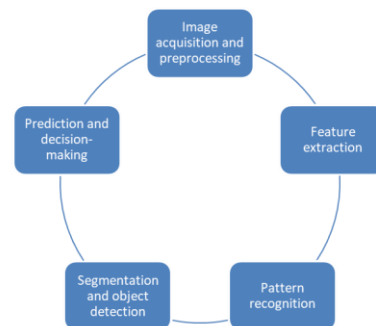 Image
acquisition and
preprocessing
Feature
extraction
Pattern
recognition
Segmentation
and object
detection
Prediction and
decision-
making